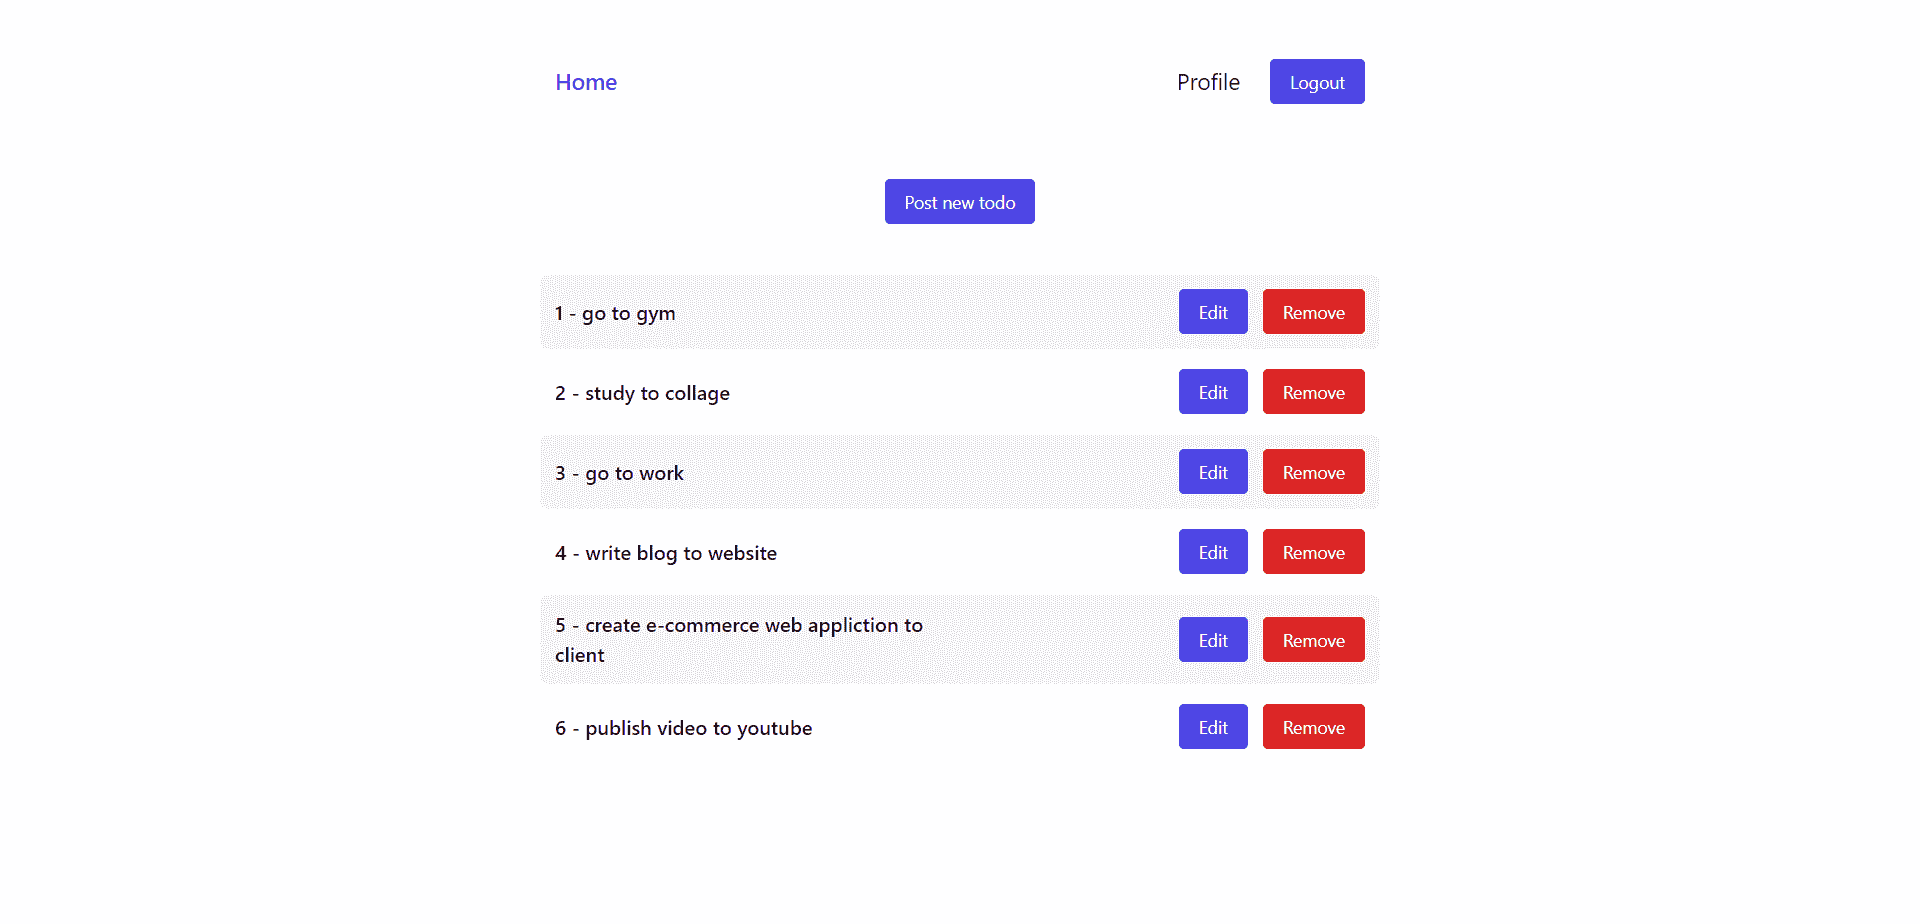 Home Profile Logout
Post new todo
1 - go to gym Edit Remove
2 - study to collage Edit Remove
3 - go to work Edit Remove
4 - write blog to website Edit Remove
5 - create e-commerce web appliction to
client Edit Remove
6 - publish video to youtube Edit Remove